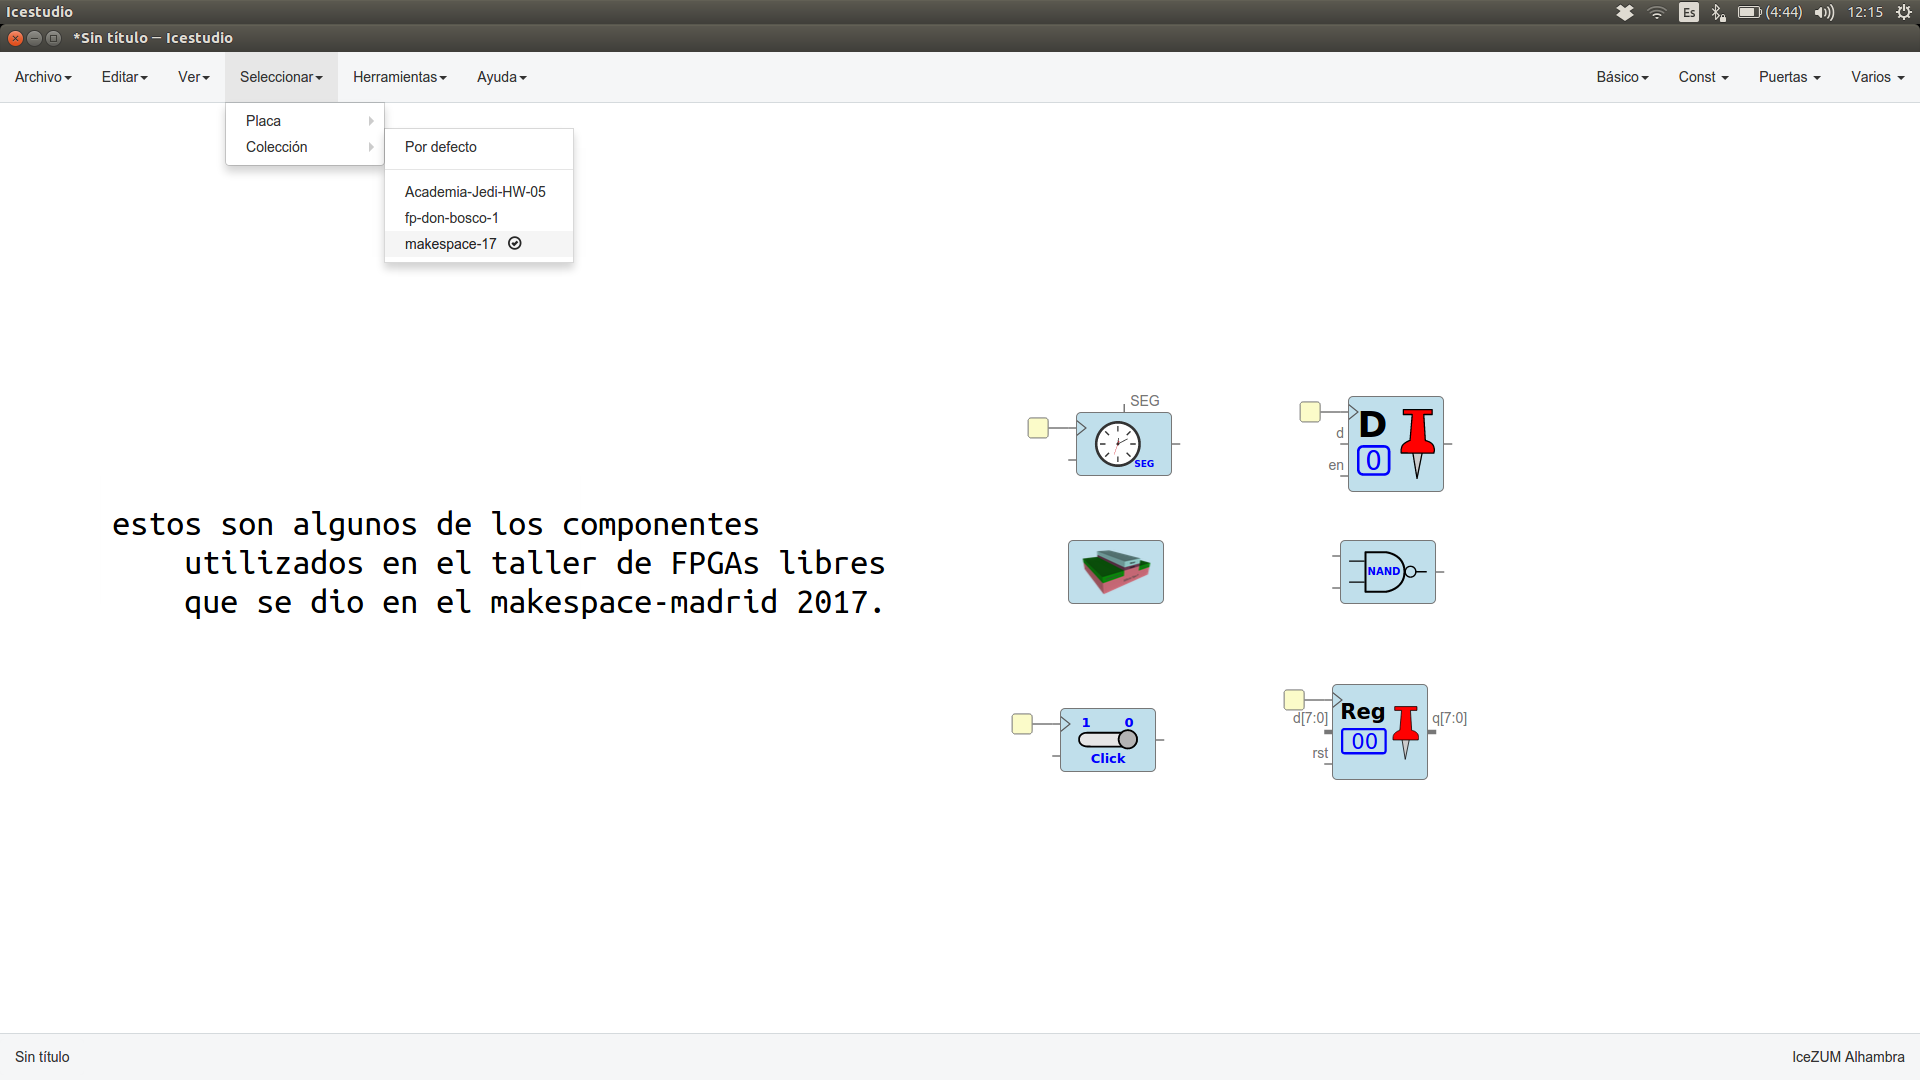 Icestudio
Es (4:44) 12:15
*Sin título — Icestudio
Archivo Editar Ver Seleccionar Herramientas Ayuda Básico Const Puertas Varios
Placa
Colección
Por defecto
Academia-Jedi-HW-05
fp-don-bosco-1
makespace-17
SEG
SEG
D
0
d
en
estos son algunos de los componentes
utilizados en el taller de FPGAs libres
que se dio en el makespace-madrid 2017.
NAND
1 0
Click
Reg
00
d[7:0]
rst
q[7:0]
Sin título
IceZUM Alhambra